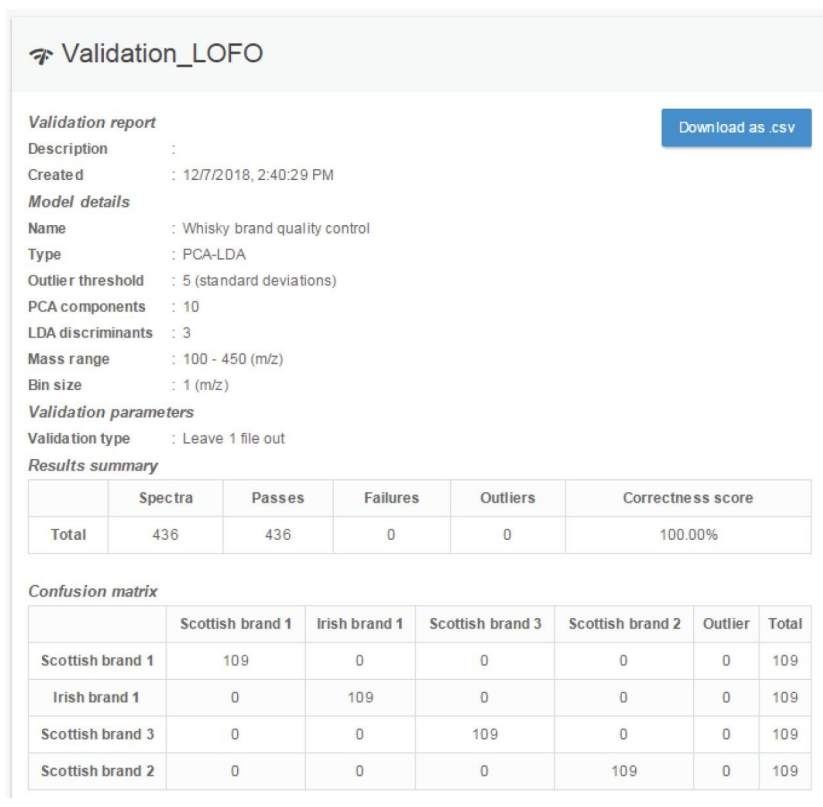 Validation_LOFO
Validation report
Download as .csv
Description :
Created : 12/7/2018, 2:40:29 PM
Model details
Name : Whisky brand quality control
Type : PCA-LDA
Outlier threshold : 5 (standard deviations)
PCA components : 10
LDA discriminants : 3
Mass range : 100 - 450 (m/z)
Bin size : 1 (m/z)
Validation parameters
Validation type : Leave 1 file out
Results summary
Spectra Passes Failures Outliers Correctness score
Total 436 436 0 0 100.00%
Confusion matrix
Scottish brand 1 Irish brand 1 Scottish brand 3 Scottish brand 2 Outlier Total
Scottish brand 1 109 0 0 0 0 109
Irish brand 1 0 109 0 0 0 109
Scottish brand 3 0 0 109 0 0 109
Scottish brand 2 0 0 0 109 0 109